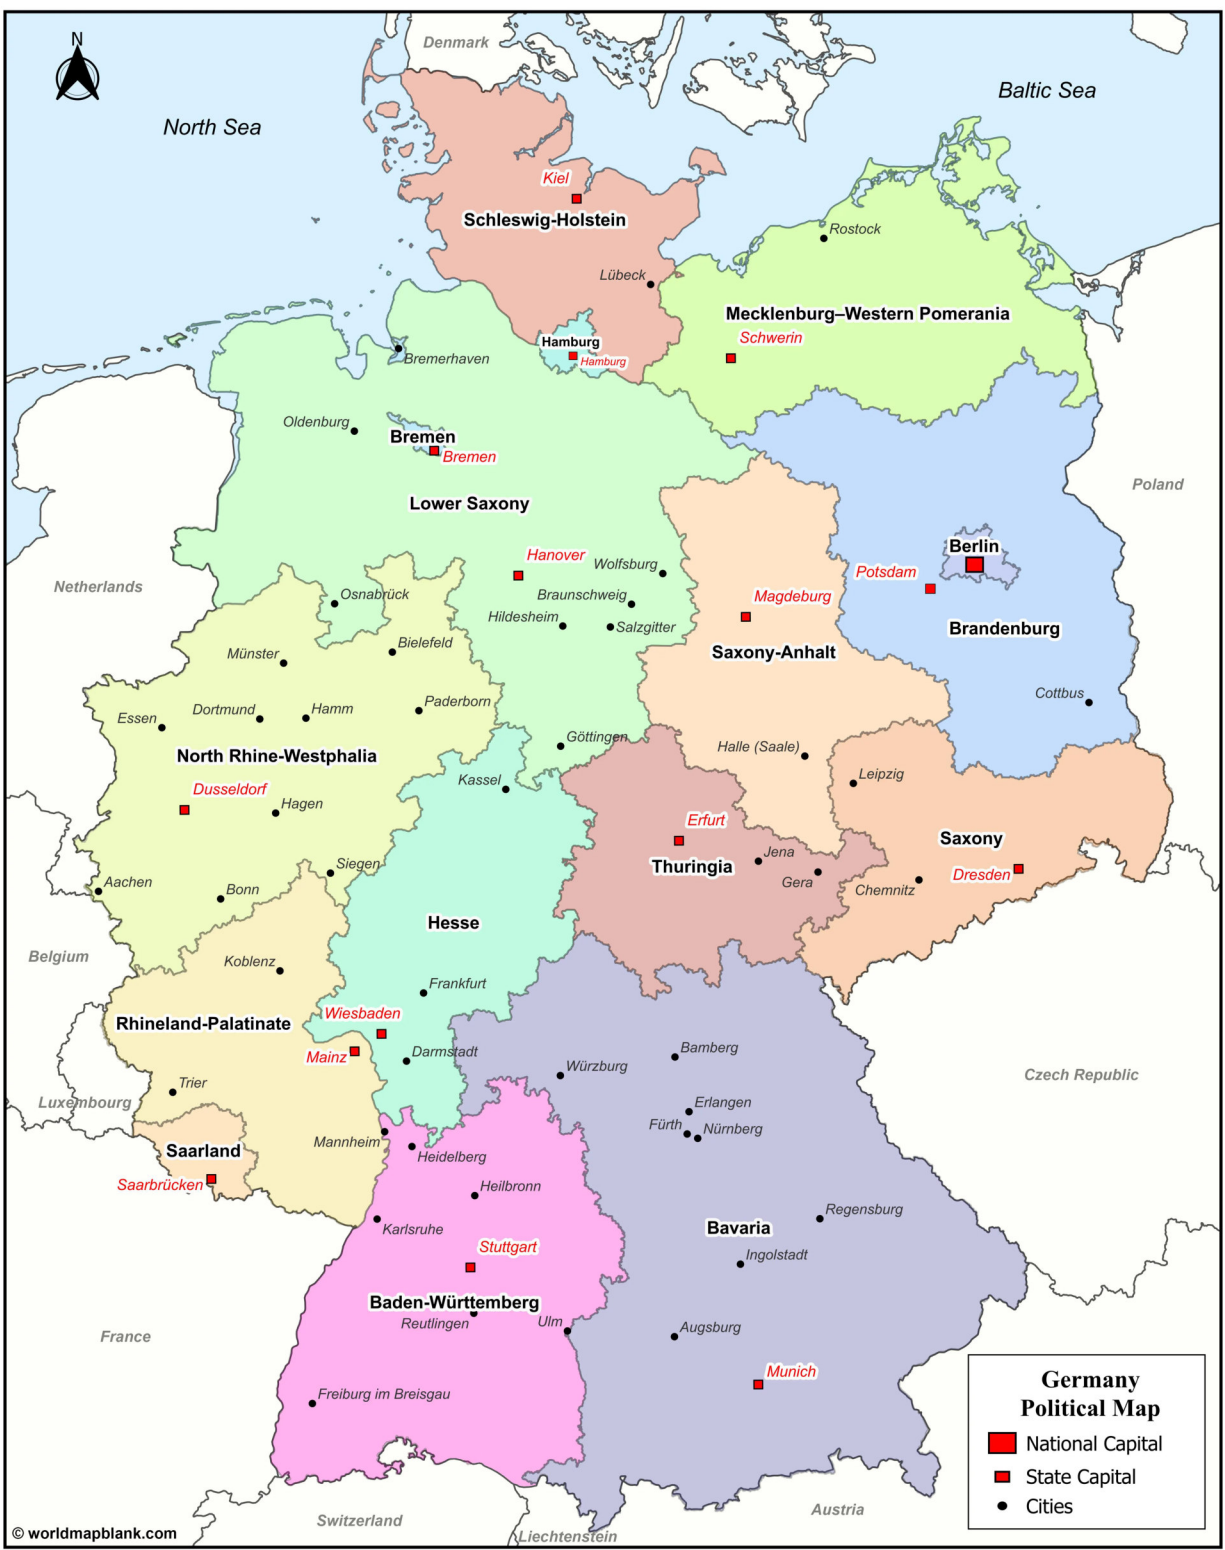 N
Denmark
Baltic Sea
North Sea
Kiel
Schleswig-Holstein
Rostock
Lübeck
Mecklenburg–Western Pomerania
Schwerin
Hamburg
Hamburg
Bremerhaven
Oldenburg
Bremen
Bremen
Poland
Lower Saxony
Berlin
Hanover
Wolfsburg
Potsdam
Netherlands
Osnabrück
Braunschweig
Magdeburg
Hildesheim
Salzgitter
Brandenburg
Bielefeld
Münster
Saxony-Anhalt
Cottbus
Paderborn
Dortmund
Hamm
Essen
Göttingen
Halle (Saale)
North Rhine-Westphalia
Kassel
Leipzig
Dusseldorf
Hagen
Erfurt
Saxony
Jena
Thuringia
Siegen
Dresden
Aachen
Gera
Bonn
Chemnitz
Hesse
Belgium
Koblenz
Frankfurt
Wiesbaden
Rhineland-Palatinate
Bamberg
Mainz
Darmstadt
Würzburg
Czech Republic
Trier
Luxembourg
Erlangen
Fürth
Nürnberg
Mannheim
Saarland
Heidelberg
Saarbrücken
Heilbronn
Regensburg
Karlsruhe
Bavaria
Stuttgart
Ingolstadt
Baden-Württemberg
Reutlingen
Ulm
Augsburg
France
Munich
Freiburg im Breisgau
Germany
Political Map
National Capital
State Capital
Cities
Austria
Switzerland
Liechtenstein
© worldmapblank.com